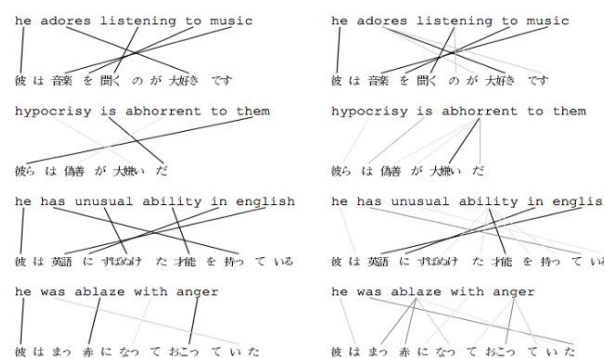 he adores listening to music
彼 は 音楽 を 聞く の が 大好き です
hypocrisy is abhorrent to them
彼ら は 偽善 が 大嫌い だ
he has unusual ability in english
彼 は 英語 に ずばぬけ た 才能 を 持っ て いる
he was ablaze with anger
彼 は まっ 赤 に なっ て おこっ て い た
he adores listening to music
彼 は 音楽 を 聞く の が 大好き です
hypocrisy is abhorrent to them
彼ら は 偽善 が 大嫌い だ
he has unusual ability in english
彼 は 英語 に ずばぬけ た 才能 を 持っ て いる
he was ablaze with anger
彼 は まっ 赤 に なっ て おこっ て い た